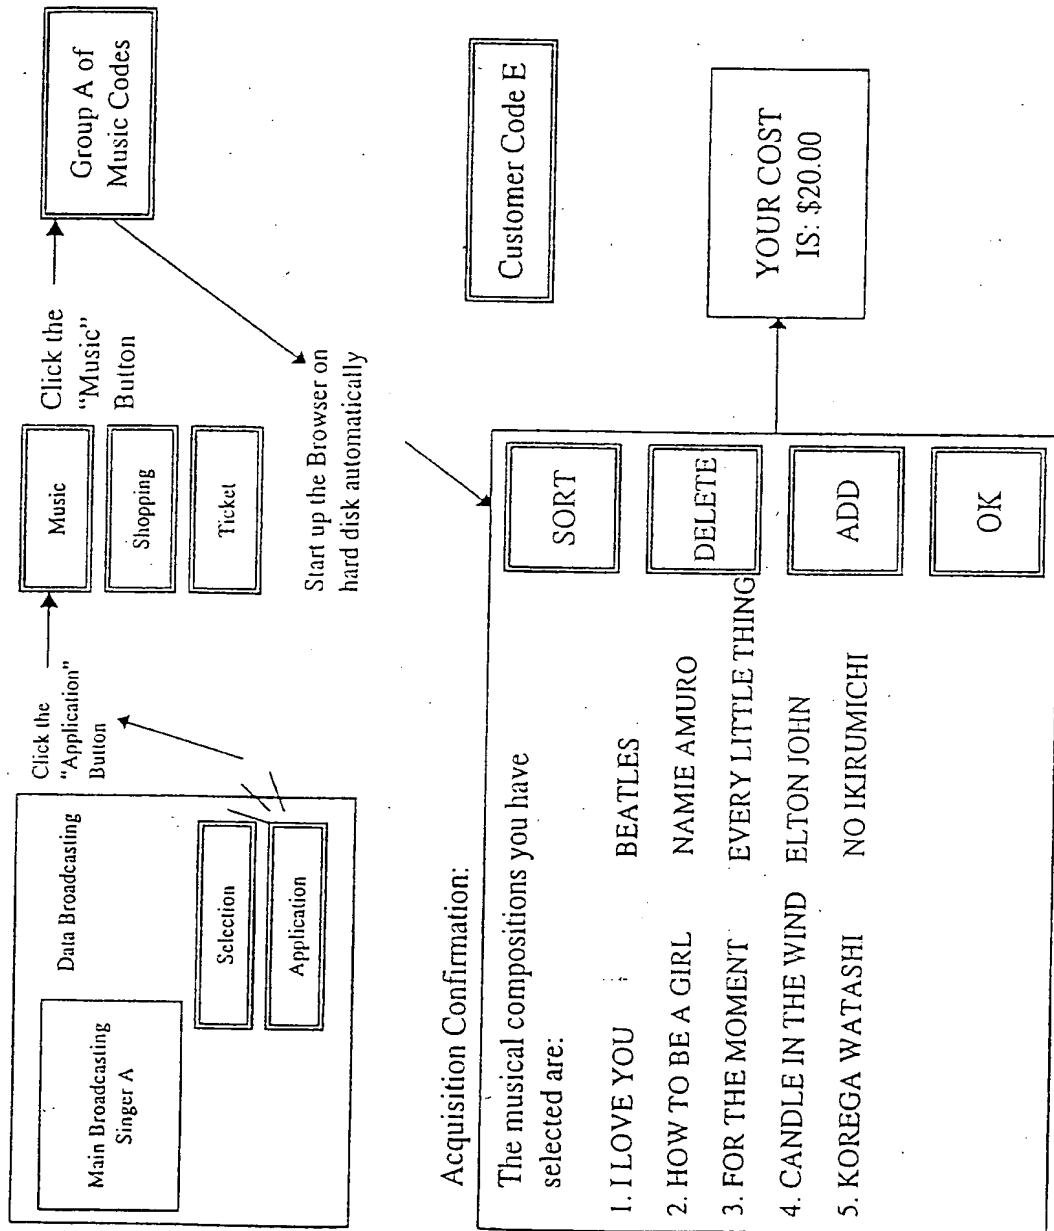 Main Broadcasting
Singer A
Data Broadcasting
Selection
Application
Click the
“Application”
Button
Music
Shopping
Ticket
Click the
“Music”
Button
Group A of
Music Codes
Start up the Browser on
hard disk automatically
Acquisition Confirmation:
The musical compositions you have
selected are:
1. I LOVE YOU BEATLES
2. HOW TO BE A GIRL NAMIE AMURO
3. FOR THE MOMENT EVERY LITTLE THING
4. CANDLE IN THE WIND ELTON JOHN
5. KOREGA WATASHI NO IKIRUMICHI
SORT
DELETE
ADD
OK
Customer Code E
YOUR COST
IS: $20.00